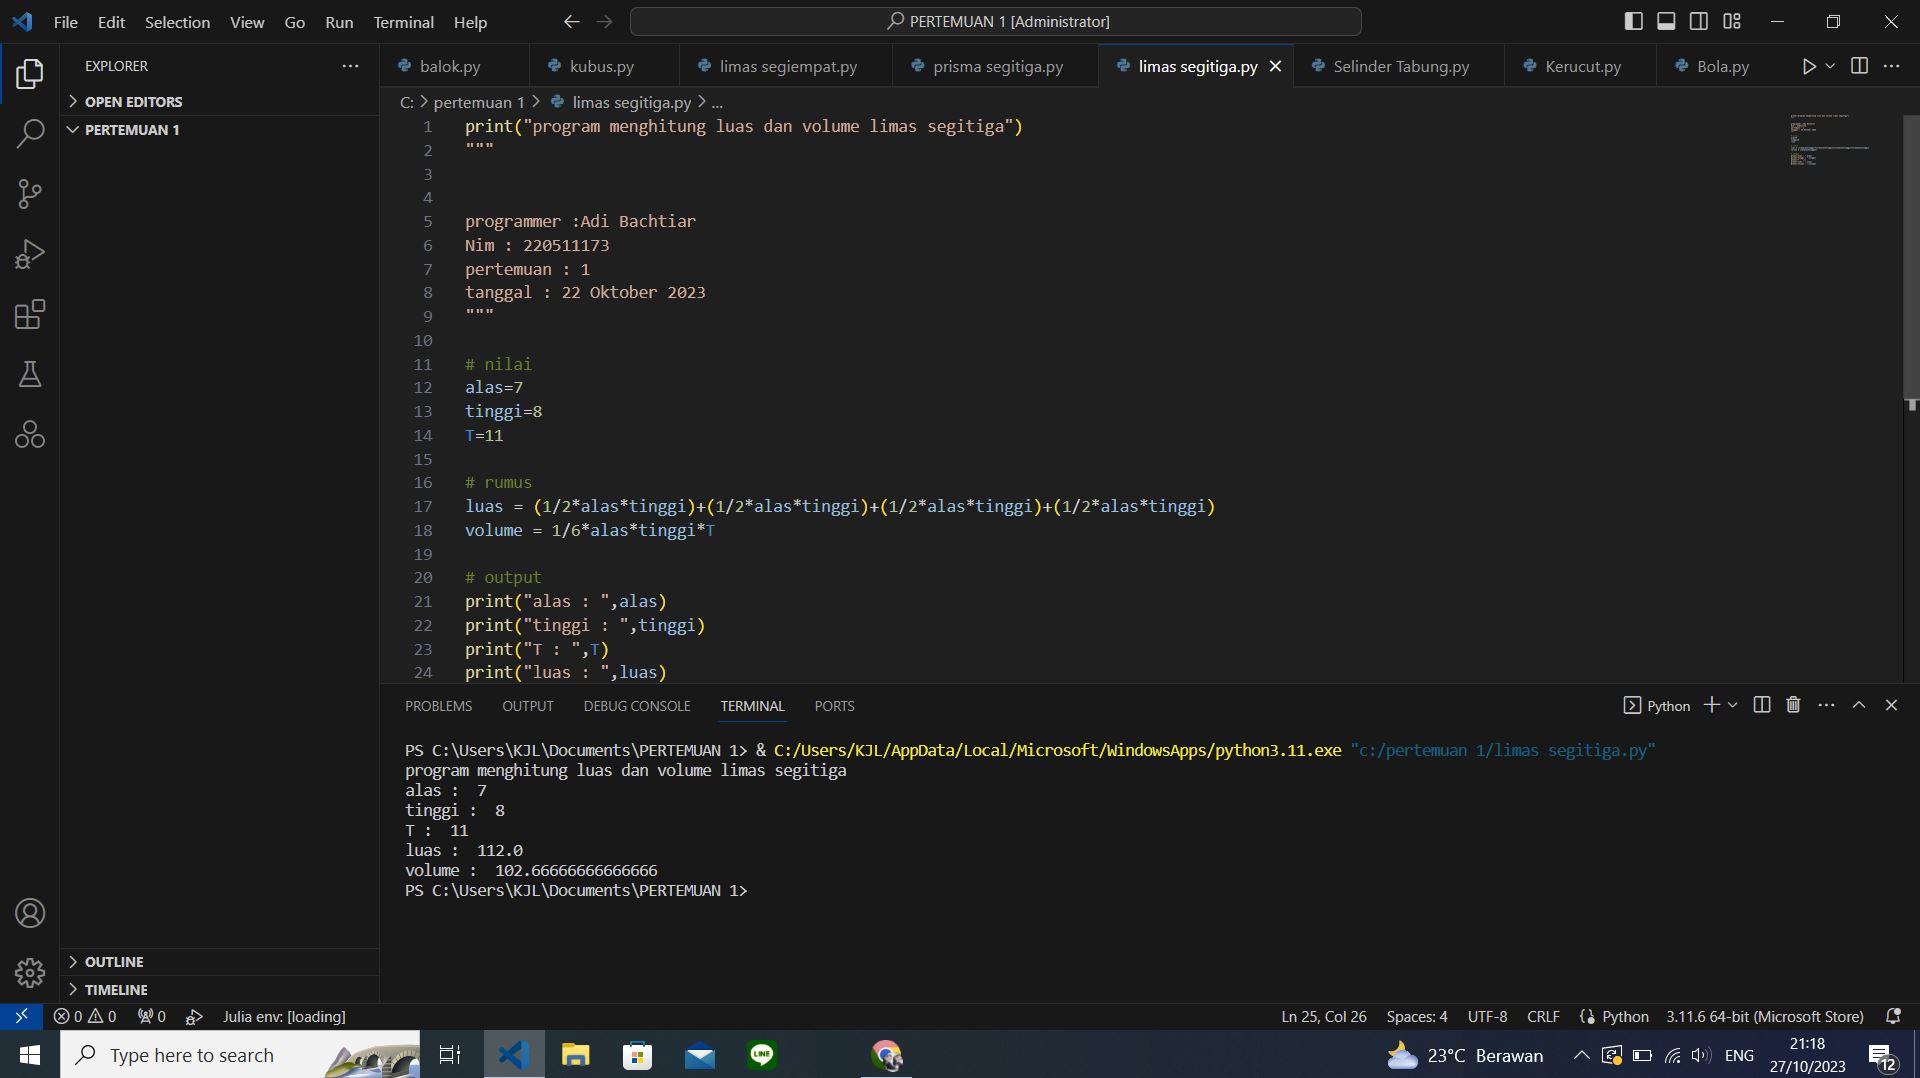 File Edit Selection View Go Run Terminal Help
PERTEMUAN 1 [Administrator]
EXPLORER
OPEN EDITORS
PERTEMUAN 1
OUTLINE
TIMELINE
balok.py kubus.py limas segiempat.py prisma segitiga.py limas segitiga.py Selinder Tabung.py Kerucut.py Bola.py
C: > pertemuan 1 > limas segitiga.py > ...
1 print("program menghitung luas dan volume limas segitiga")
2 """
3
4
5 programmer :Adi Bachtiar
6 Nim : 220511173
7 pertemuan : 1
8 tanggal : 22 Oktober 2023
9 """
10
11 # nilai
12 alas=7
13 tinggi=8
14 T=11
15
16 # rumus
17 luas = (1/2*alas*tinggi)+(1/2*alas*tinggi)+(1/2*alas*tinggi)+(1/2*alas*tinggi)
18 volume = 1/6*alas*tinggi*T
19
20 # output
21 print("alas : ",alas)
22 print("tinggi : ",tinggi)
23 print("T : ",T)
24 print("luas : ",luas)
PROBLEMS OUTPUT DEBUG CONSOLE TERMINAL PORTS
Python
PS C:\Users\KJL\Documents\PERTEMUAN 1> & C:/Users/KJL/AppData/Local/Microsoft/WindowsApps/python3.11.exe "c:/pertemuan 1/limas segitiga.py"
program menghitung luas dan volume limas segitiga
alas :  7
tinggi :  8
T :  11
luas :  112.0
volume :  102.66666666666666
PS C:\Users\KJL\Documents\PERTEMUAN 1>
0 0 0 Julia env: [loading] Ln 25, Col 26 Spaces: 4 UTF-8 CRLF Python 3.11.6 64-bit (Microsoft Store)
Type here to search
LINE
23°C Berawan
ENG
21:18
27/10/2023
12